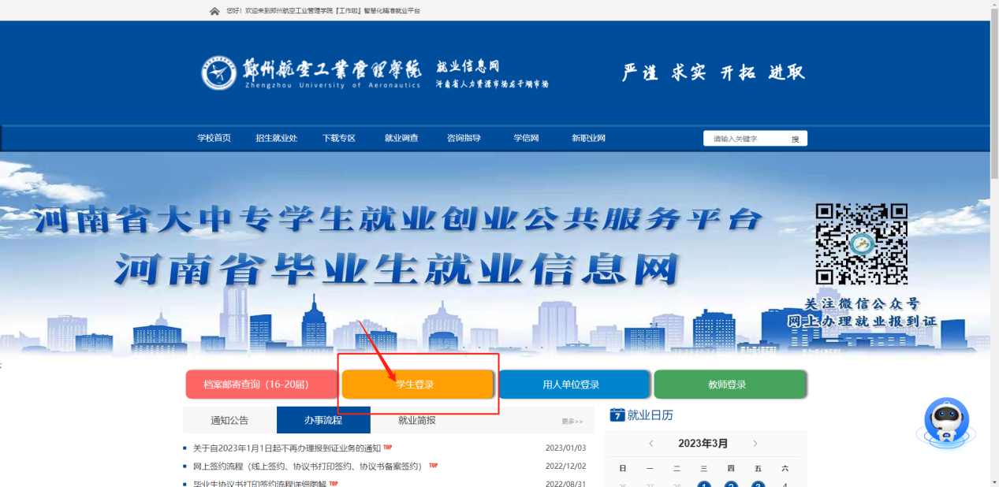 您好！欢迎来到郑州航空工业管理学院『工作啦』智慧化精准就业平台
郑州航空工业管理学院
Zhengzhou University of Aeronautics
就业信息网
河南省人力资源市场龙子湖市场
严谨 求实 开拓 进取
学校首页 招生就业处 下载专区 就业调查 咨询指导 学信网 新职业网
请输入关键字 搜
河南省大中专学生就业创业公共服务平台
河南省毕业生就业信息网
关注微信公众号
网上办理就业报到证
档案邮寄查询（16-20届） 学生登录 用人单位登录 教师登录
通知公告 办事流程 就业简报 更多>>
关于自2023年1月1日起不再办理报到证业务的通知 TOP 2023/01/03
网上签约流程（线上签约、协议书打印签约、协议书备案签约） TOP 2022/12/02
毕业生协议书打印签约流程详细图解 TOP 2022/08/31
7 就业日历
< 2023年3月 >
日 一 二 三 四 五 六
26 27 28 1 2 3 4